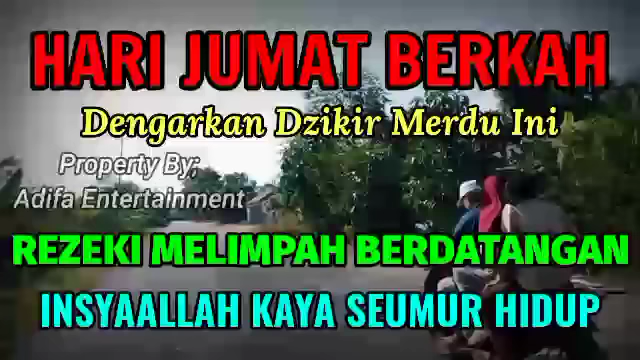 HARI JUMAT BERKAH
Dengarkan Dzikir Merdu Ini
Property By;
Adifa Entertainment
REZEKI MELIMPAH BERDATANGAN
INSYAALLAH KAYA SEUMUR HIDUP